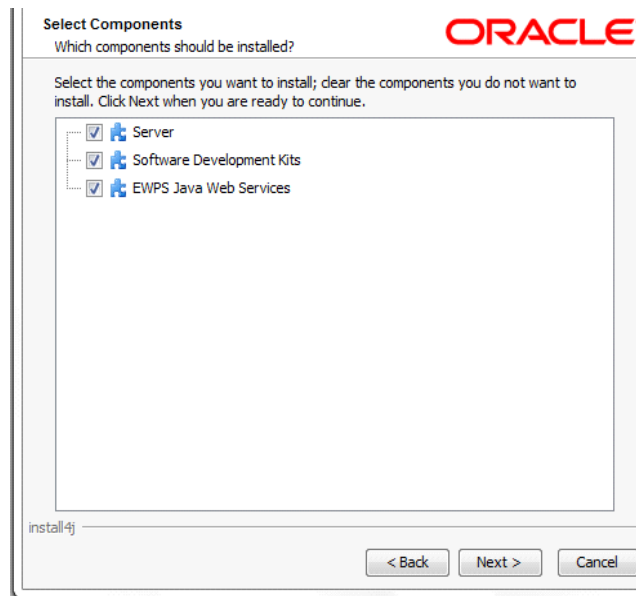 Select Components
Which components should be installed?
ORACLE
Select the components you want to install; clear the components you do not want to
install. Click Next when you are ready to continue.
Server
Software Development Kits
EWPS Java Web Services
install4j
< Back
Next >
Cancel